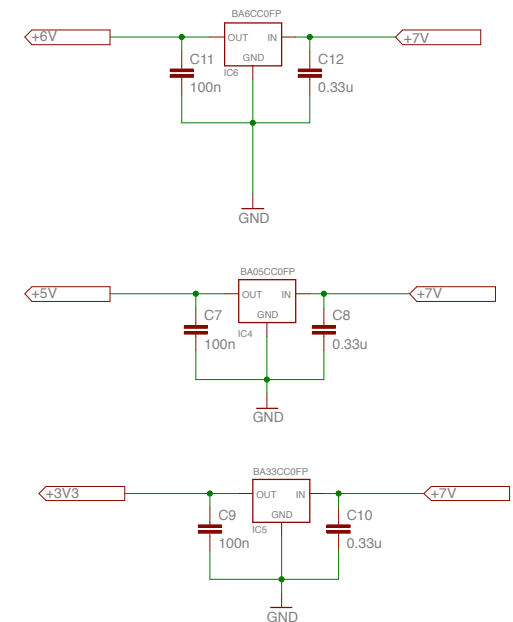 BA6CC0FP
+6V
OUT
IN
+7V
GND
C11
C12
IC6
100n
0.33u
GND
BA05CC0FP
+5V
OUT
IN
+7V
GND
C7
C8
IC4
100n
0.33u
GND
BA33CC0FP
+3V3
OUT
IN
+7V
GND
C9
C10
IC5
100n
0.33u
GND